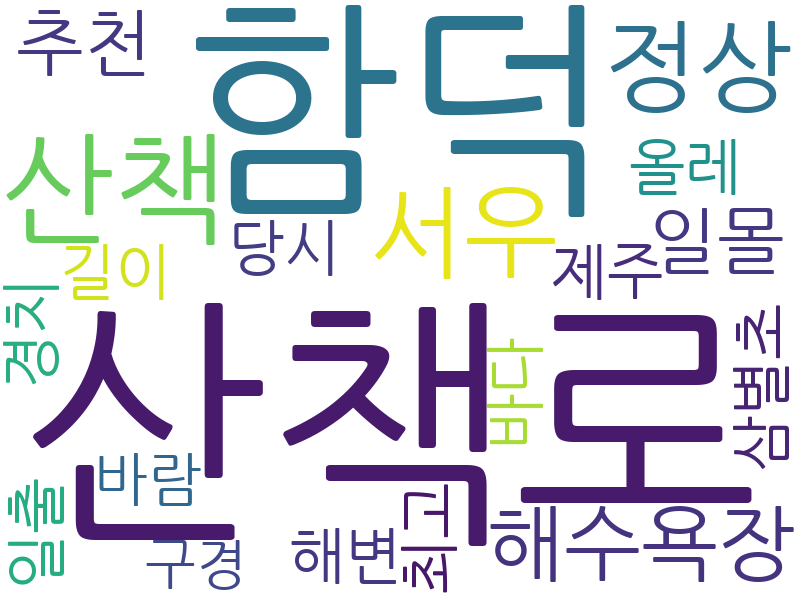 추천
함덕
정상
산책
올레
서우
당시
일몰
길이
제주
경치
산책로
바다
삼별초
바람
일출
구경
해변
최고
해수욕장